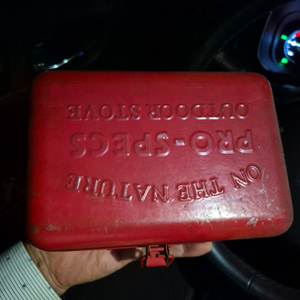 ON THE NATURE
PRO-SPECS
OUTDOOR STOVE